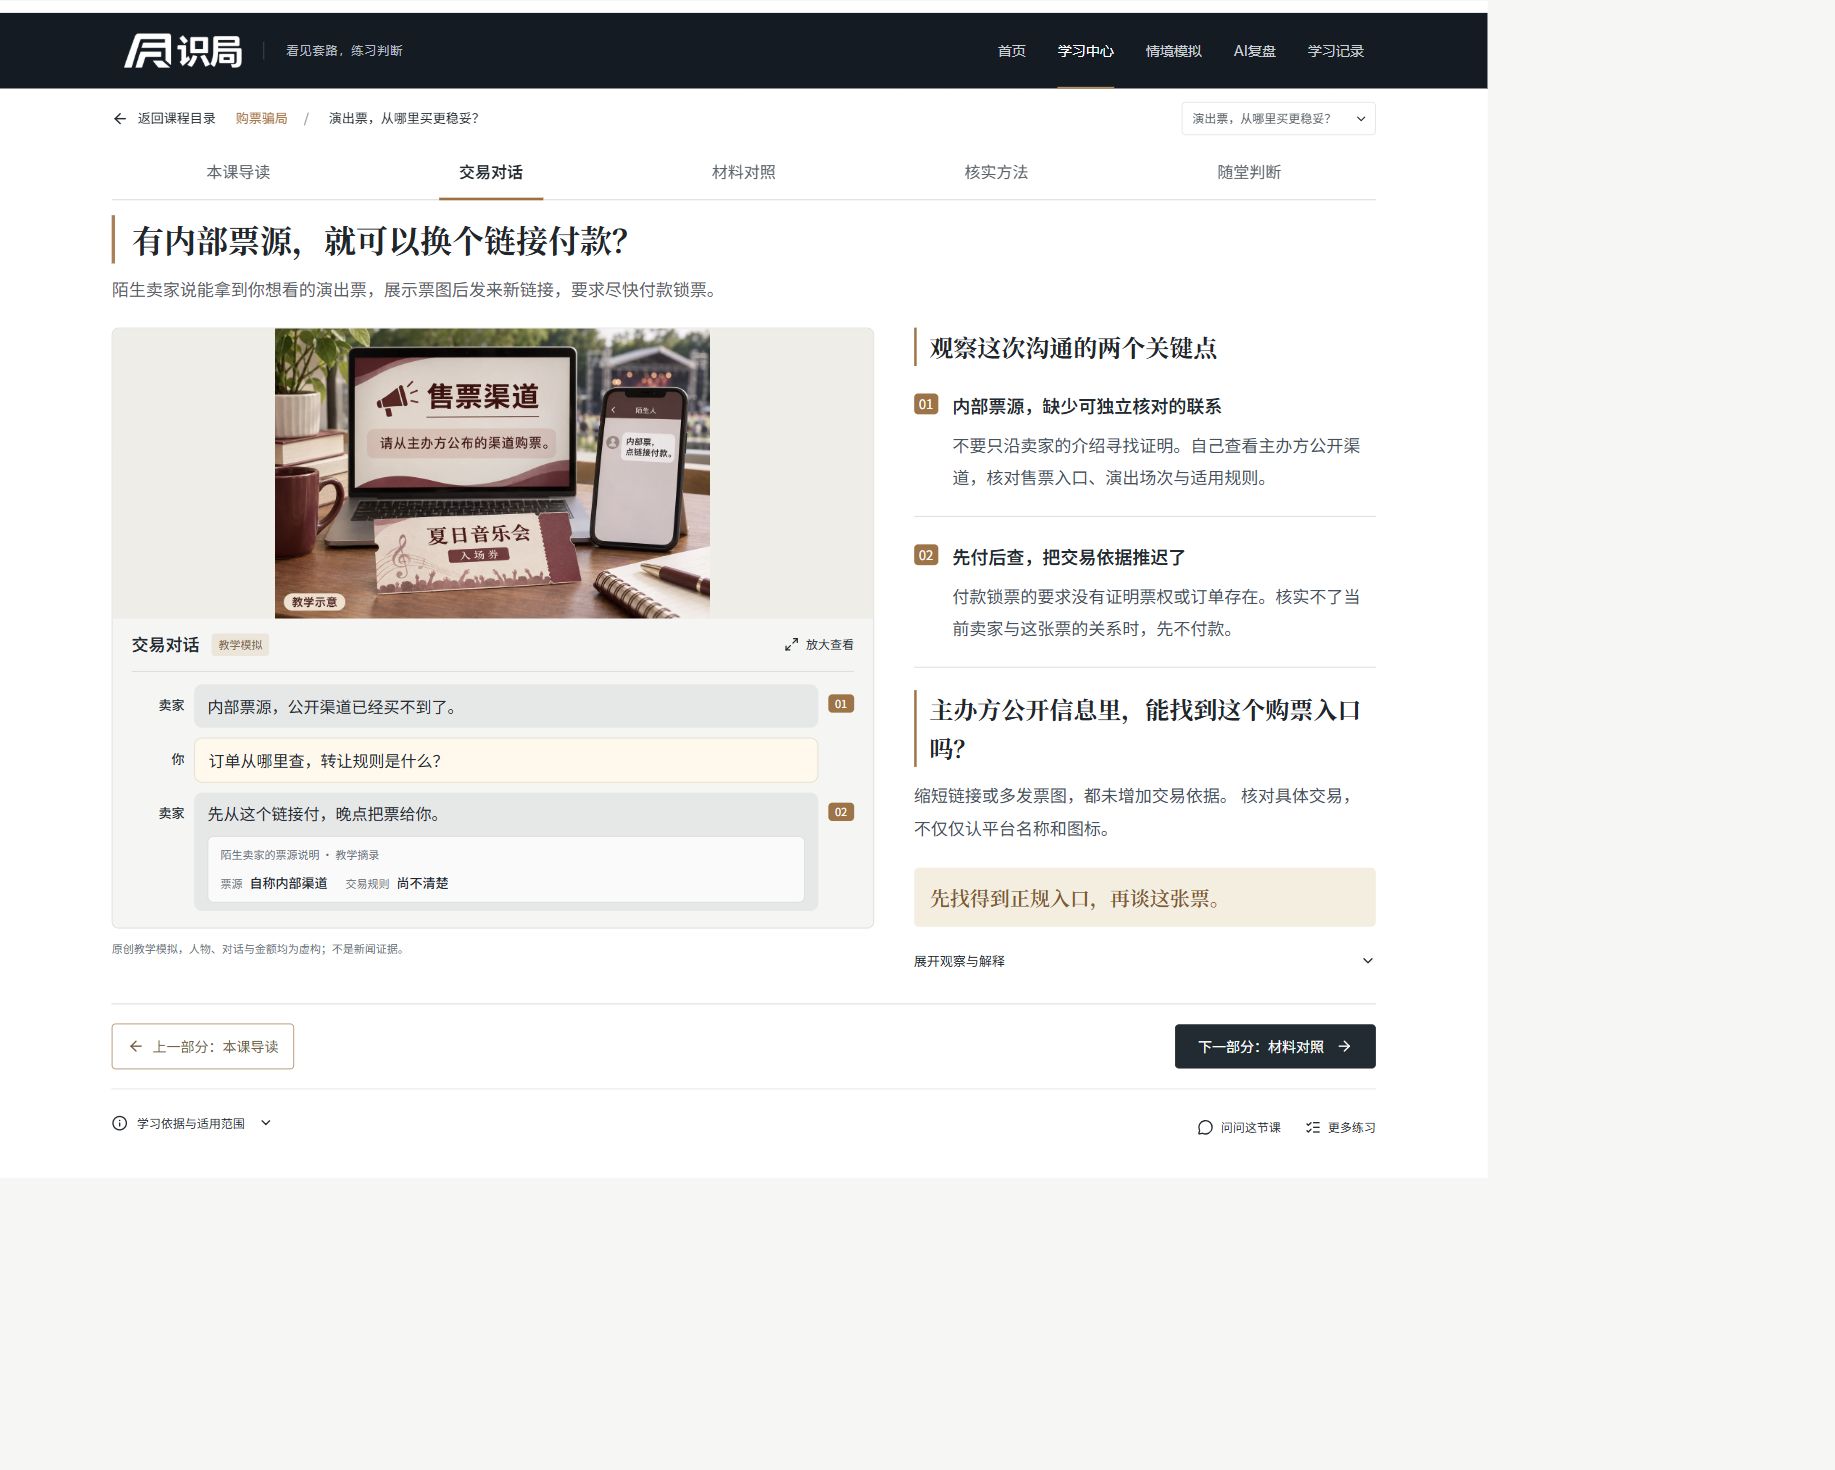 识局
看见套路，练习判断
首页
学习中心
情境模拟
AI复盘
学习记录
返回课程目录
购票骗局
/
演出票，从哪里买更稳妥？
演出票，从哪里买更稳妥？
本课导读
交易对话
材料对照
核实方法
随堂判断
有内部票源，就可以换个链接付款？
陌生卖家说能拿到你想看的演出票，展示票图后发来新链接，要求尽快付款锁票。
售票渠道
请从主办方公布的渠道购票。
陌生人
内部票，
点链接付款。
夏日音乐会
入场券
教学示意
交易对话
教学模拟
放大查看
卖家
内部票源，公开渠道已经买不到了。
01
你
订单从哪里查，转让规则是什么？
卖家
先从这个链接付，晚点把票给你。
02
陌生卖家的票源说明 · 教学摘录
票源 自称内部渠道 交易规则 尚不清楚
原创教学模拟，人物、对话与金额均为虚构；不是新闻证据。
观察这次沟通的两个关键点
01
内部票源，缺少可独立核对的联系
不要只沿卖家的介绍寻找证明。自己查看主办方公开渠
道，核对售票入口、演出场次与适用规则。
02
先付后查，把交易依据推迟了
付款锁票的要求没有证明票权或订单存在。核实不了当
前卖家与这张票的关系时，先不付款。
主办方公开信息里，能找到这个购票入口
吗？
缩短链接或多发票图，都未增加交易依据。 核对具体交易，
不仅仅认平台名称和图标。
先找得到正规入口，再谈这张票。
展开观察与解释
上一部分：本课导读
下一部分：材料对照
学习依据与适用范围
问问这节课
更多练习